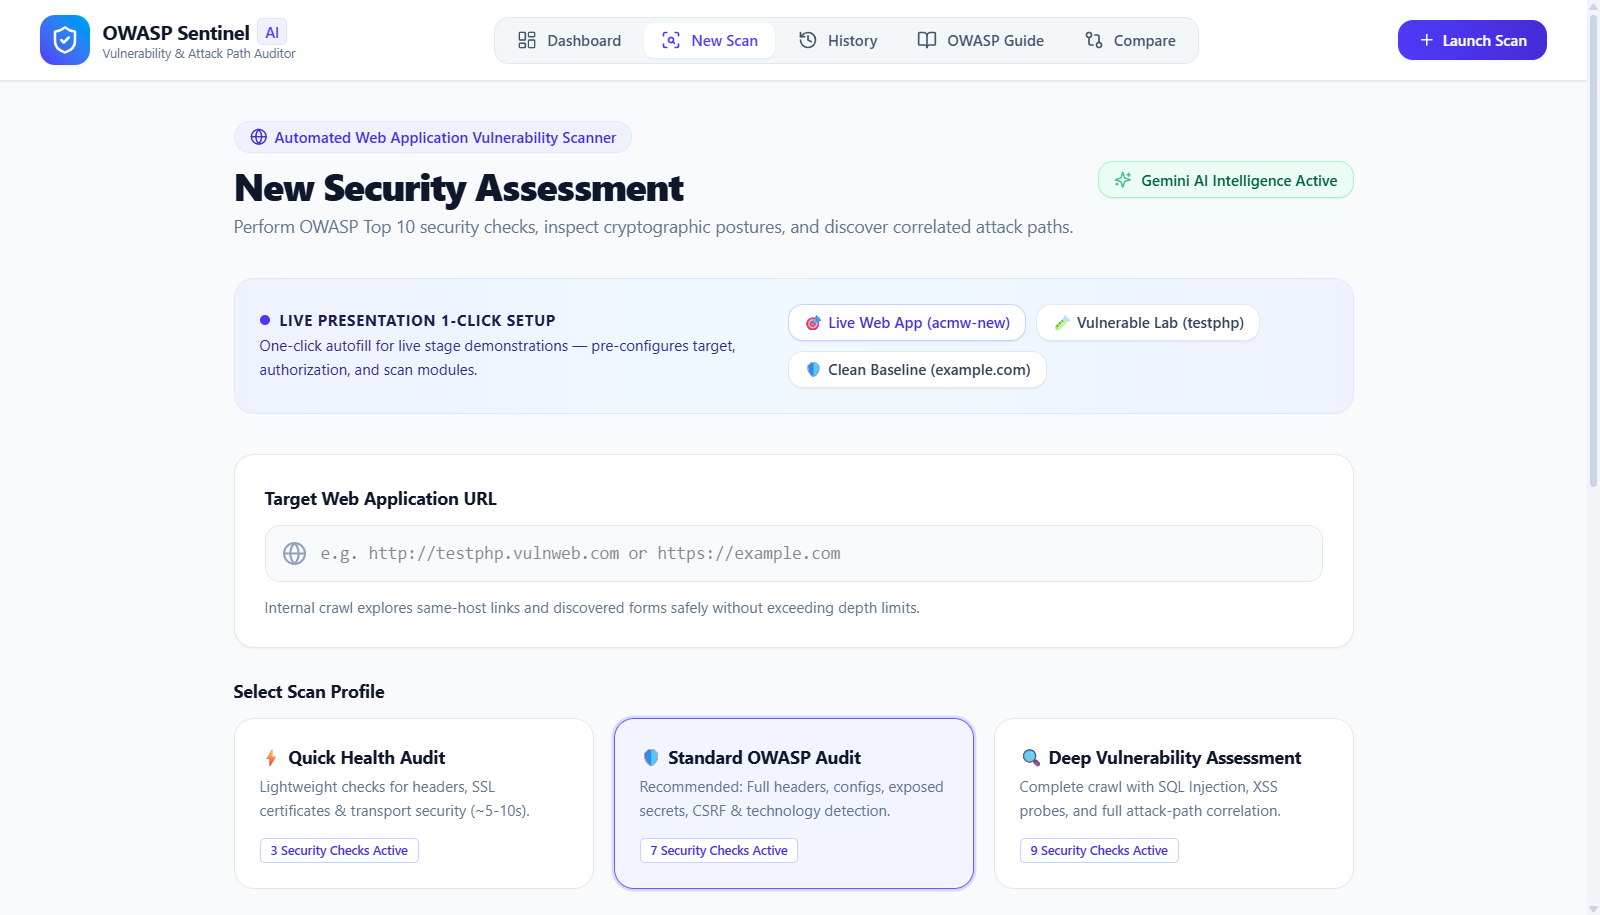 OWASP Sentinel AI
Vulnerability & Attack Path Auditor
Dashboard
New Scan
History
OWASP Guide
Compare
Launch Scan
Automated Web Application Vulnerability Scanner
New Security Assessment
Perform OWASP Top 10 security checks, inspect cryptographic postures, and discover correlated attack paths.
Gemini AI Intelligence Active
LIVE PRESENTATION 1-CLICK SETUP
One-click autofill for live stage demonstrations — pre-configures target,
authorization, and scan modules.
Live Web App (acmw-new)
Vulnerable Lab (testphp)
Clean Baseline (example.com)
Target Web Application URL
e.g. http://testphp.vulnweb.com or https://example.com
Internal crawl explores same-host links and discovered forms safely without exceeding depth limits.
Select Scan Profile
Quick Health Audit
Lightweight checks for headers, SSL
certificates & transport security (~5-10s).
3 Security Checks Active
Standard OWASP Audit
Recommended: Full headers, configs, exposed
secrets, CSRF & technology detection.
7 Security Checks Active
Deep Vulnerability Assessment
Complete crawl with SQL Injection, XSS
probes, and full attack-path correlation.
9 Security Checks Active